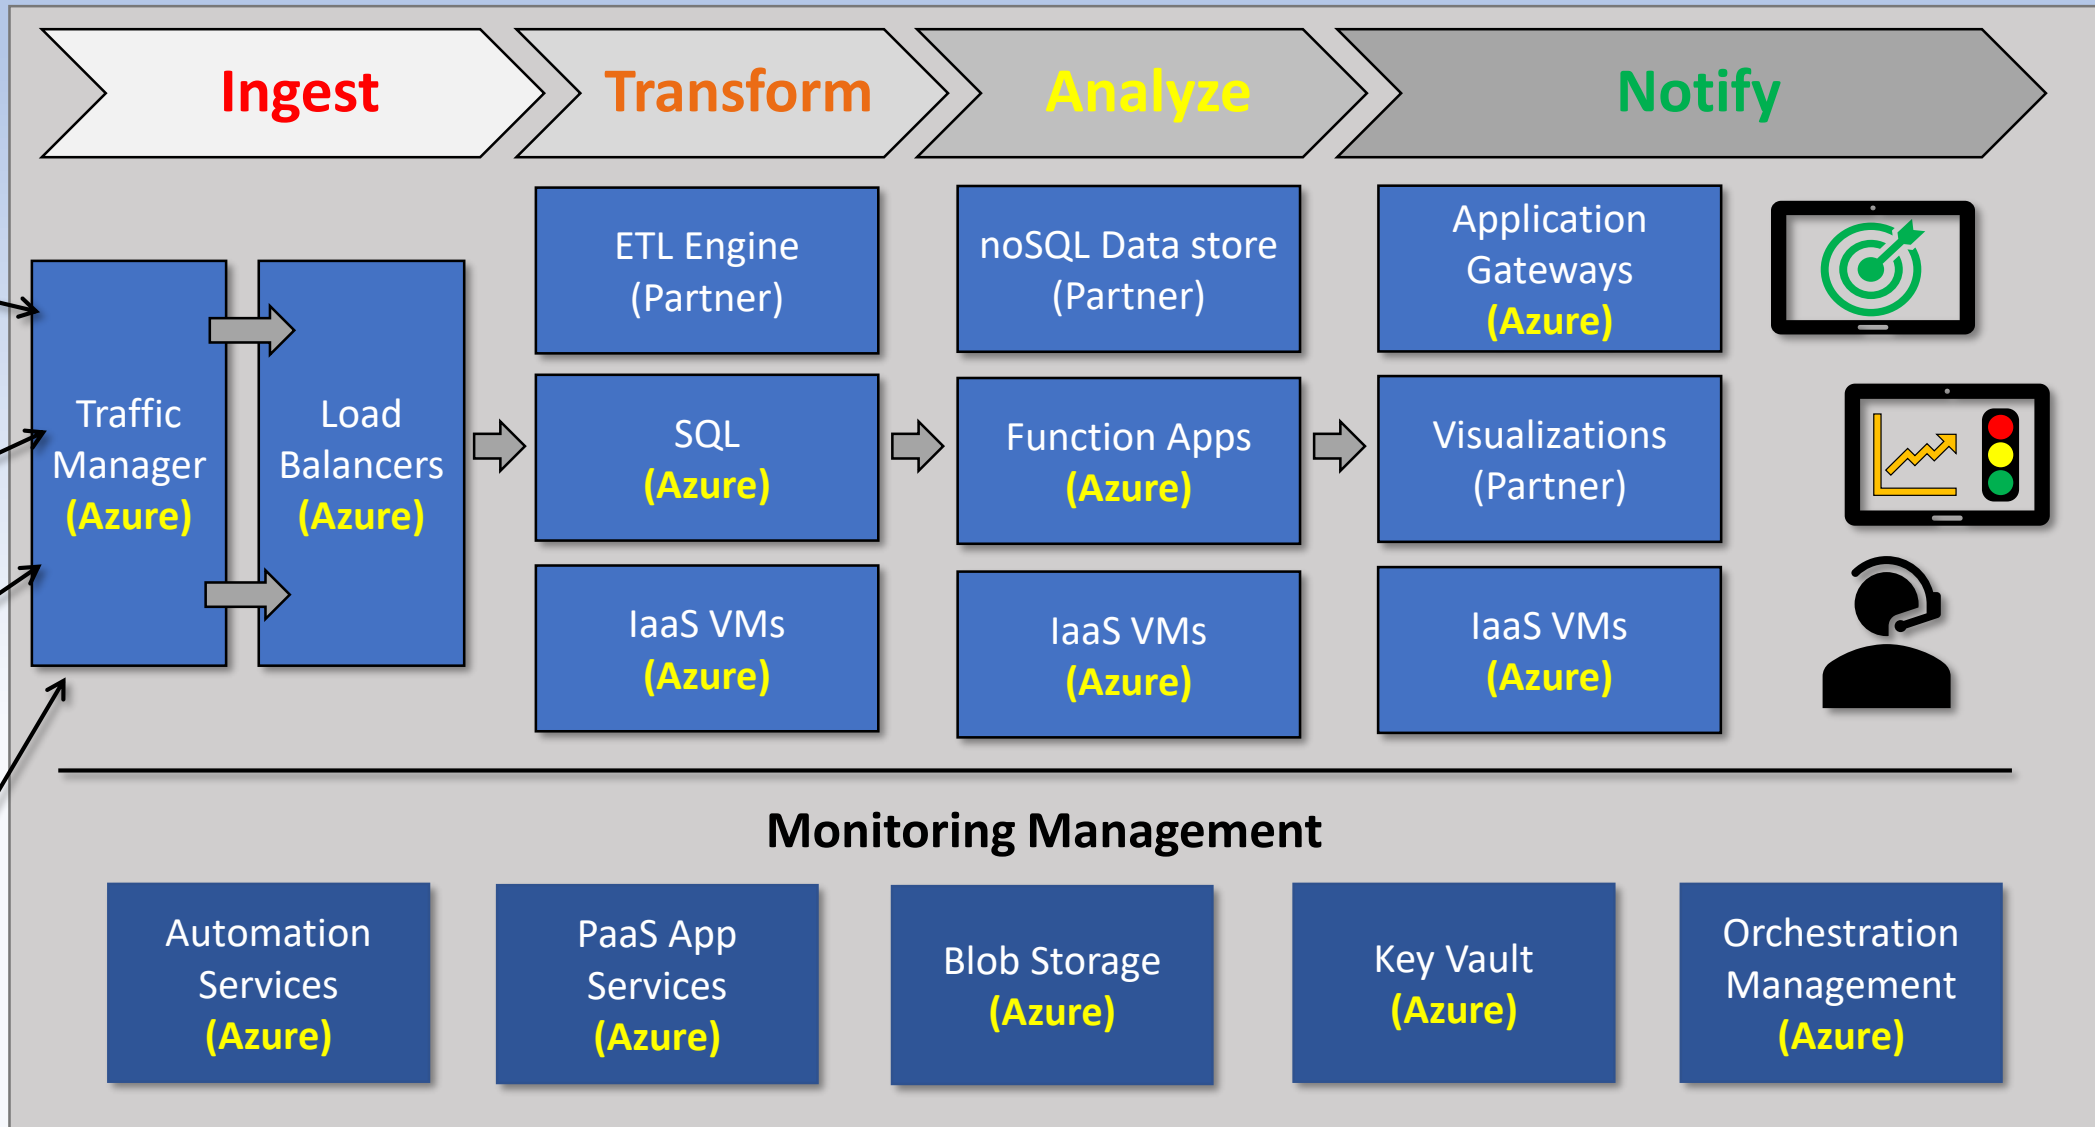 Ingest
Transform
Analyze
Notify
Traffic
Manager
(Azure)
Load
Balancers
(Azure)
ETL Engine
(Partner)
SQL
(Azure)
IaaS VMs
(Azure)
noSQL Data store
(Partner)
Function Apps
(Azure)
IaaS VMs
(Azure)
Application
Gateways
(Azure)
Visualizations
(Partner)
IaaS VMs
(Azure)
Monitoring Management
Automation
Services
(Azure)
PaaS App
Services
(Azure)
Blob Storage
(Azure)
Key Vault
(Azure)
Orchestration
Management
(Azure)